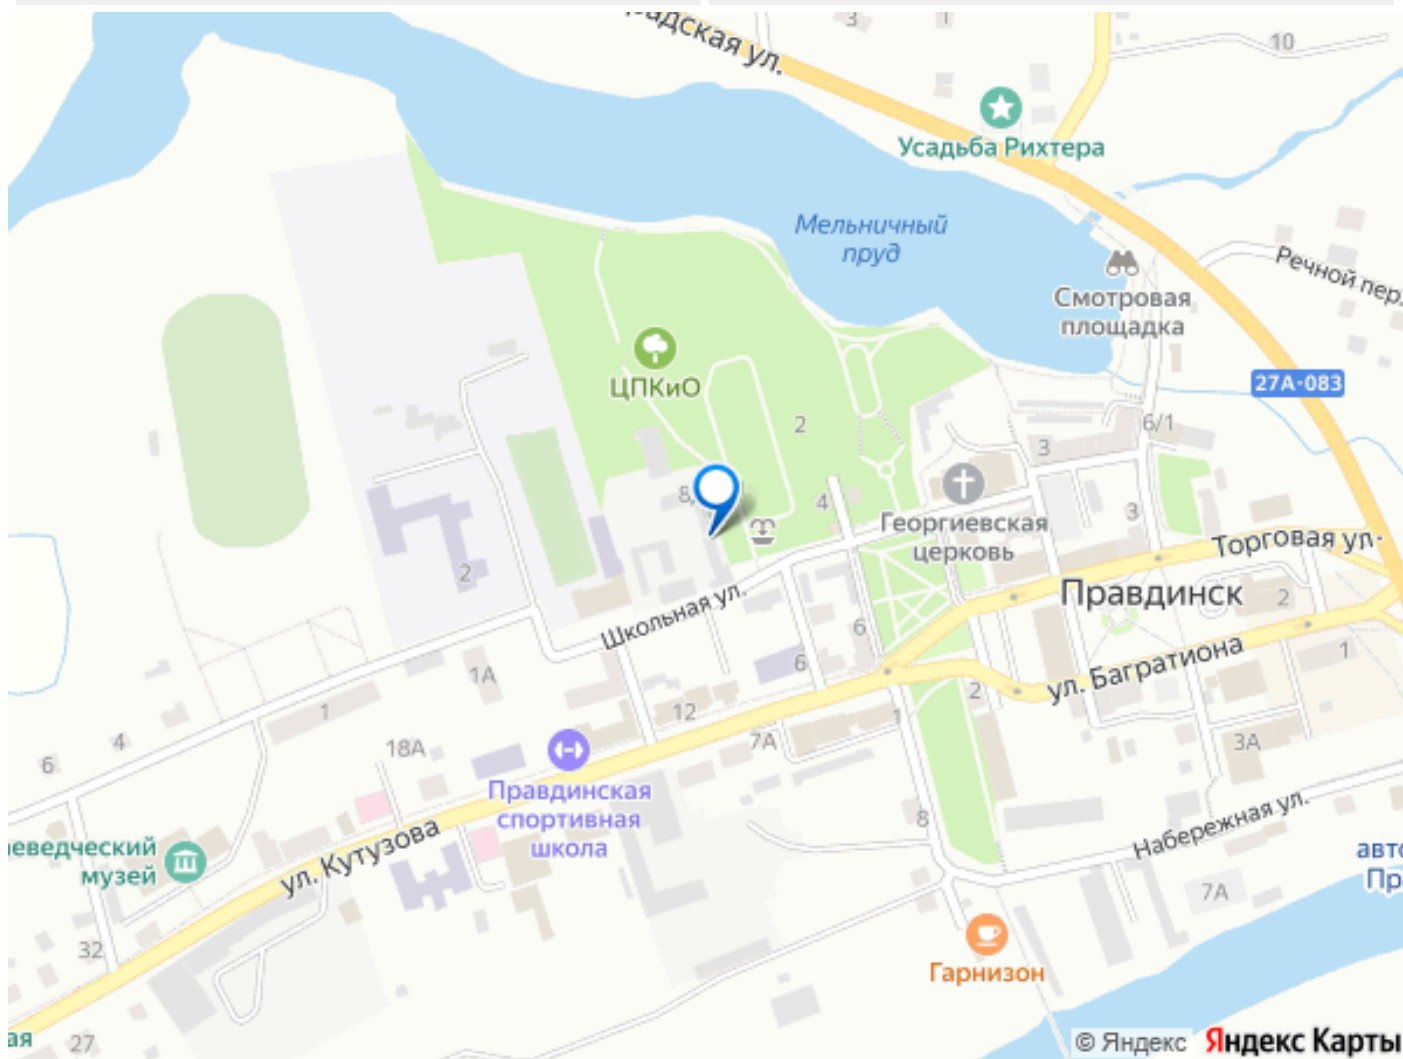 адская ул.
3
1
10
Усадьба Рихтера
Мельничный
пруд
Речной пер.
Смотровая
площадка
ЦПКиО
27А-083
2
6/1
3
8
4
Георгиевская
церковь
3
Торговая ул.
Правдинск
2
2
Школьная ул.
6
6
1
ул. Багратиона
1А
2
12
1
1
7А
3А
4
18А
6
Правдинская
спортивная
школа
8
Набережная ул.
еведческий
музей
ул. Кутузова
авто
Пр
7А
32
Гарнизон
ая
27
© Яндекс Яндекс Карты